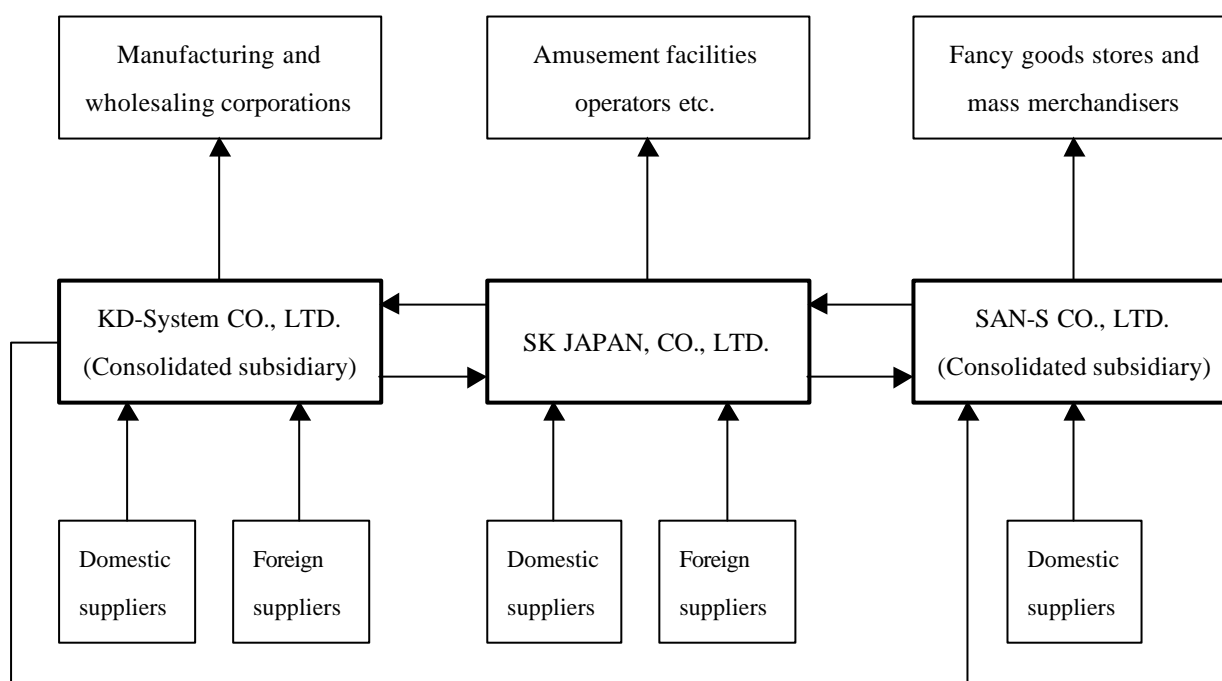 Manufacturing and
wholesaling corporations
Amusement facilities
operators etc.
Fancy goods stores and
mass merchandisers
KD-System CO., LTD.
(Consolidated subsidiary)
SK JAPAN, CO., LTD.
SAN-S CO., LTD.
(Consolidated subsidiary)
Domestic
suppliers
Foreign
suppliers
Domestic
suppliers
Foreign
suppliers
Domestic
suppliers